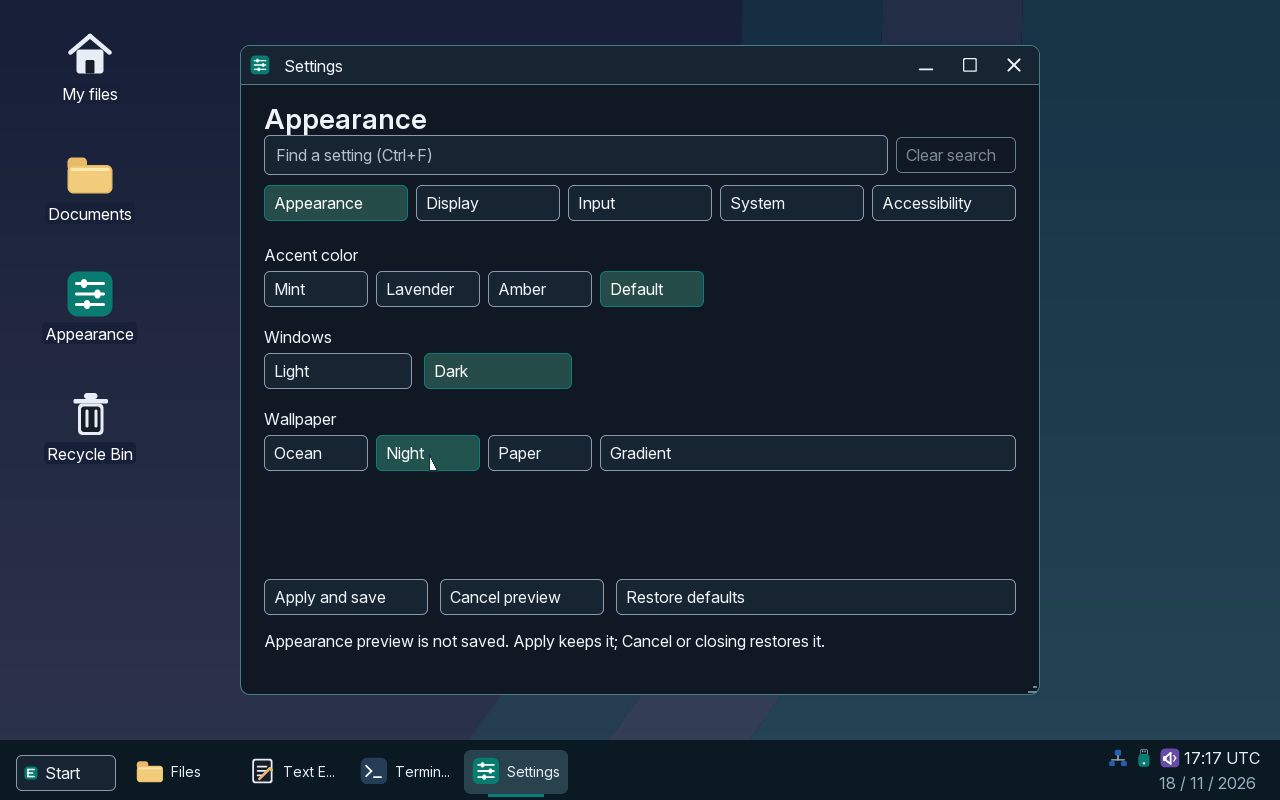 My files
Documents
Appearance
Recycle Bin
Settings
Appearance
Find a setting (Ctrl+F)
Clear search
Appearance
Display
Input
System
Accessibility
Accent color
Mint
Lavender
Amber
Default
Windows
Light
Dark
Wallpaper
Ocean
Night
Paper
Gradient
Apply and save
Cancel preview
Restore defaults
Appearance preview is not saved. Apply keeps it; Cancel or closing restores it.
Start
Files
Text E...
Termin...
Settings
17:17 UTC
18 / 11 / 2026